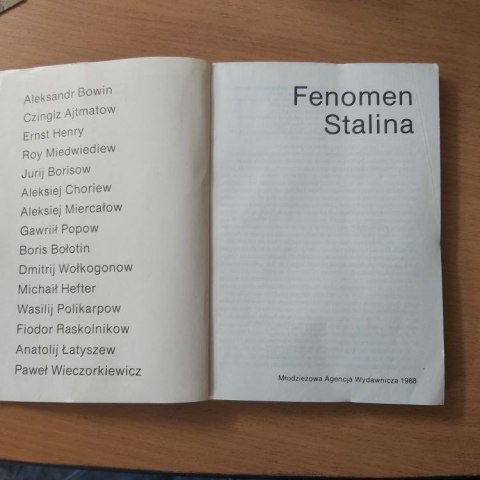 Aleksandr Bowin
Czingiz Ajtmatow
Ernst Henry
Roy Miedwiediew
Jurij Borisow
Aleksiej Choriew
Aleksiej Miercałow
Gawriił Popow
Boris Bołotin
Dmitrij Wołkogonow
Michaił Hefter
Wasilij Polikarpow
Fiodor Raskolnikow
Anatolij Łatyszew
Paweł Wieczorkiewicz
Fenomen
Stalina
Młodzieżowa Agencja Wydawnicza 1988